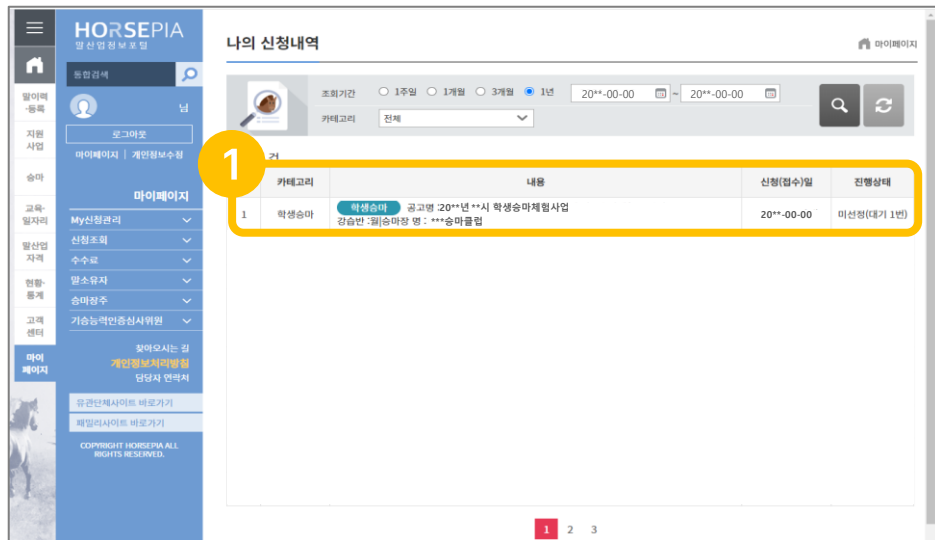 HORSEPIA
말산업정보포털
통합검색
님
로그아웃
마이페이지 | 개인정보수정
마이페이지
My신청관리
신청조회
수수료
말소유자
승마장주
기승능력인증심사위원
찾아오시는 길
개인정보처리방침
담당자 연락처
유관단체사이트 바로가기
패밀리사이트 바로가기
COPYRIGHT HORSEPIA ALL
RIGHTS RESERVED.
말이력
·등록
지원
사업
승마
교육·
일자리
말산업
자격
현황·
통계
고객
센터
마이
페이지
나의 신청내역
마이페이지
조회기간 1주일 1개월 3개월 1년 20**-00-00 ~ 20**-00-00
카테고리 전체
건
1
카테고리 내용 신청(접수)일 진행상태
1 학생승마 학생승마 공고명 :20**년 **시 학생승마체험사업 20**-00-00 미선정(대기 1번)
강습반 :월|승마장 명 : ***승마클럽
1 2 3